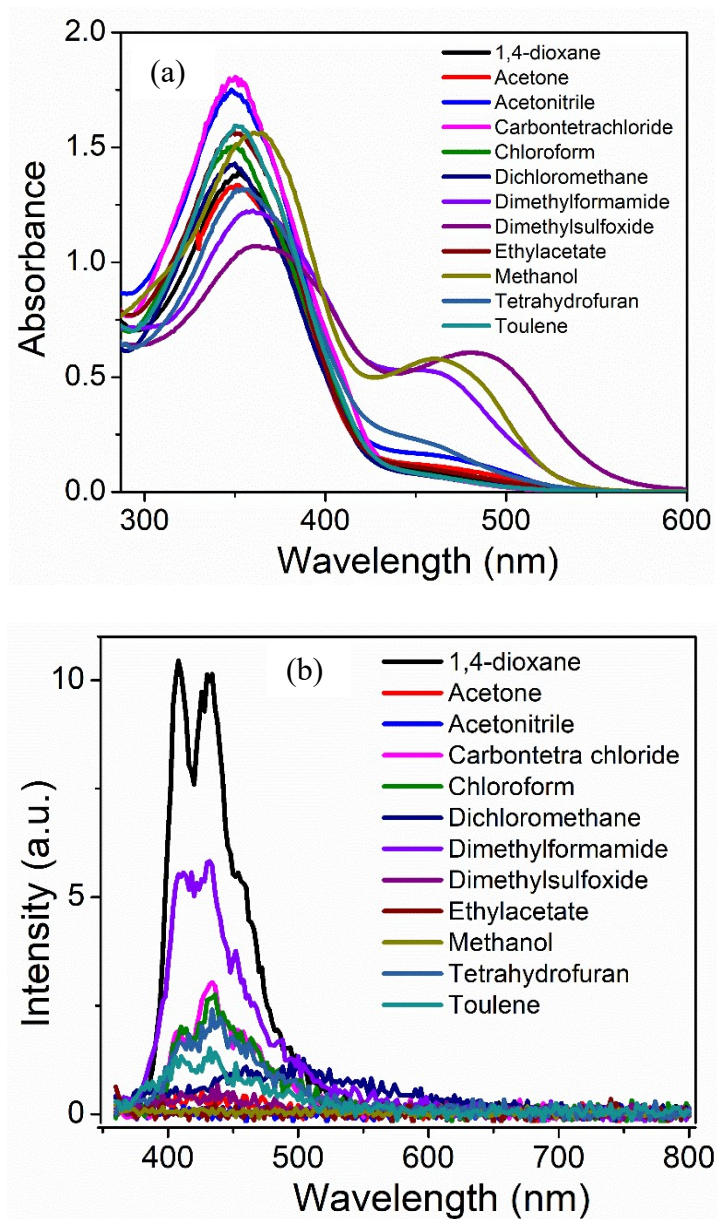 (a)
2.0
1.5
1.0
0.5
0.0
Absorbance
1,4-dioxane
Acetone
Acetonitrile
Carbontetrachloride
Chloroform
Dichloromethane
Dimethylformamide
Dimethylsulfoxide
Ethylacetate
Methanol
Tetrahydrofuran
Toulene
300 400 500 600
Wavelength (nm)
(b)
10
5
0
Intensity (a.u.)
1,4-dioxane
Acetone
Acetonitrile
Carbontetra chloride
Chloroform
Dichloromethane
Dimethylformamide
Dimethylsulfoxide
Ethylacetate
Methanol
Tetrahydrofuran
Toulene
400 500 600 700 800
Wavelength (nm)